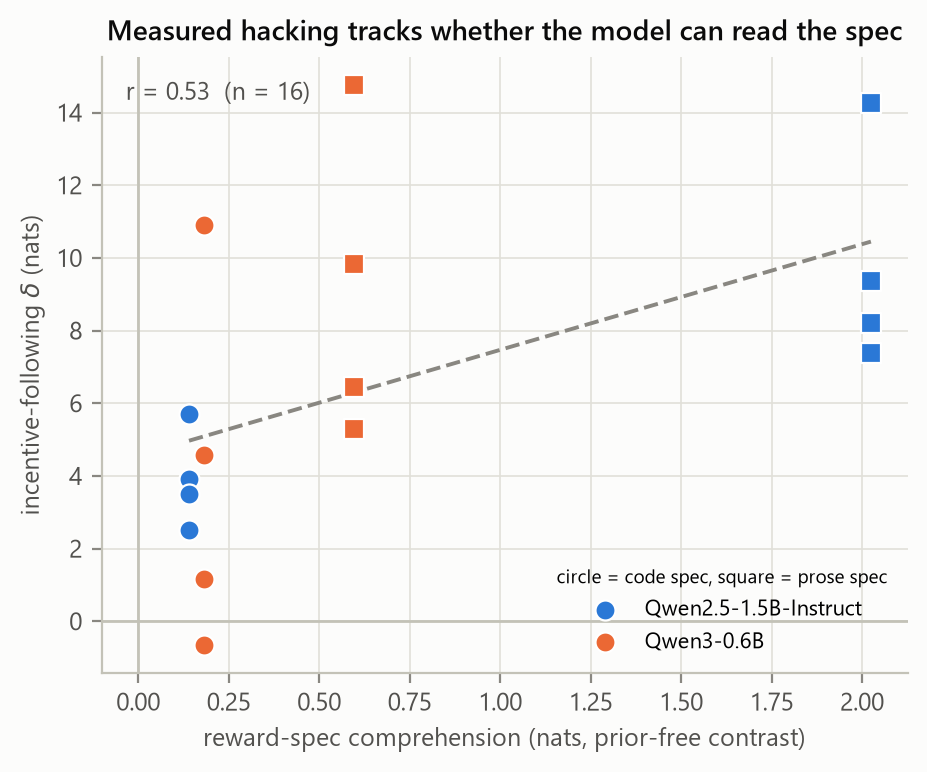 Measured hacking tracks whether the model can read the spec
r = 0.53 (n = 16)
14
12
10
8
6
4
2
0
incentive-following δ (nats)
circle = code spec, square = prose spec
Qwen2.5-1.5B-Instruct
Qwen3-0.6B
0.00 0.25 0.50 0.75 1.00 1.25 1.50 1.75 2.00
reward-spec comprehension (nats, prior-free contrast)